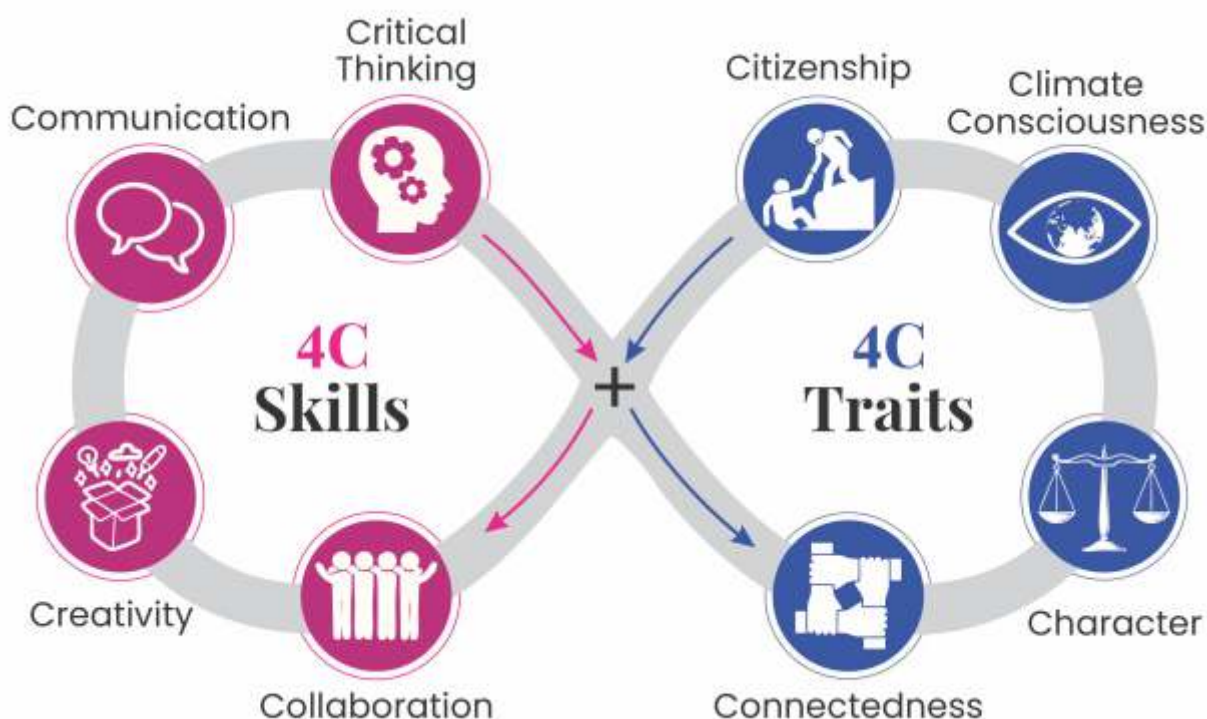 Critical
Thinking
Communication
4C
Skills
Creativity
Collaboration
+
Citizenship
Climate
Consciousness
4C
Traits
Character
Connectedness